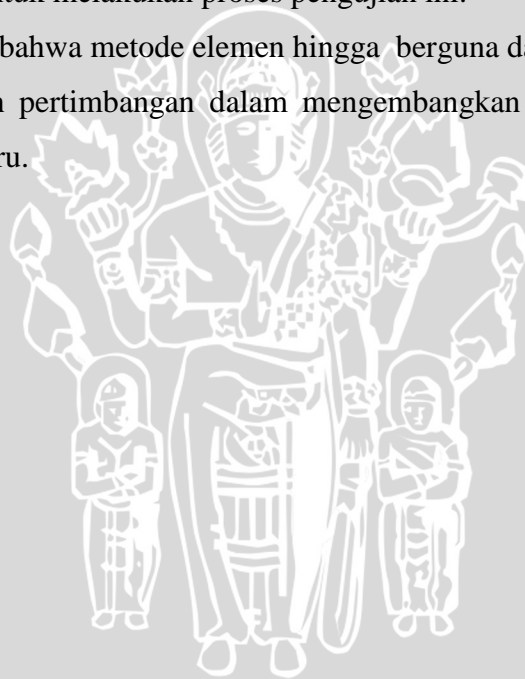 untuk melakukan proses pengujian ini.
bahwa metode elemen hingga berguna da
pertimbangan dalam mengembangkan
ru.